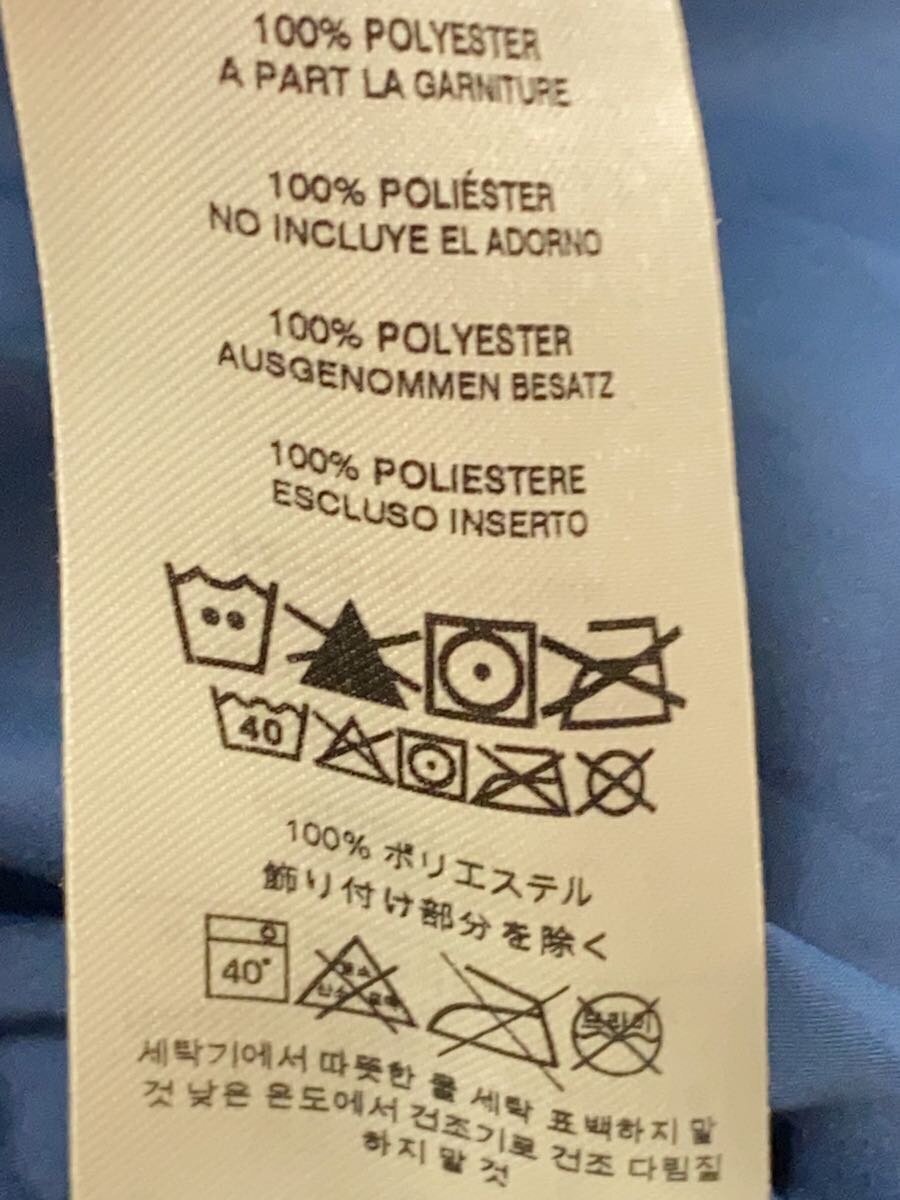 100% POLYESTER
A PART LA GARNITURE
100% POLIÉSTER
NO INCLUYE EL ADORNO
100% POLYESTER
AUSGENOMMEN BESATZ
100% POLIESTERE
ESCLUSO INSERTO
40
100% ポリエステル
飾り付け部分を除く
40°
드라이
세탁기에서 따뜻한 물 세탁 표백하지 말
것 낮은 온도에서 건조기로 건조 다림질
하지 말 것